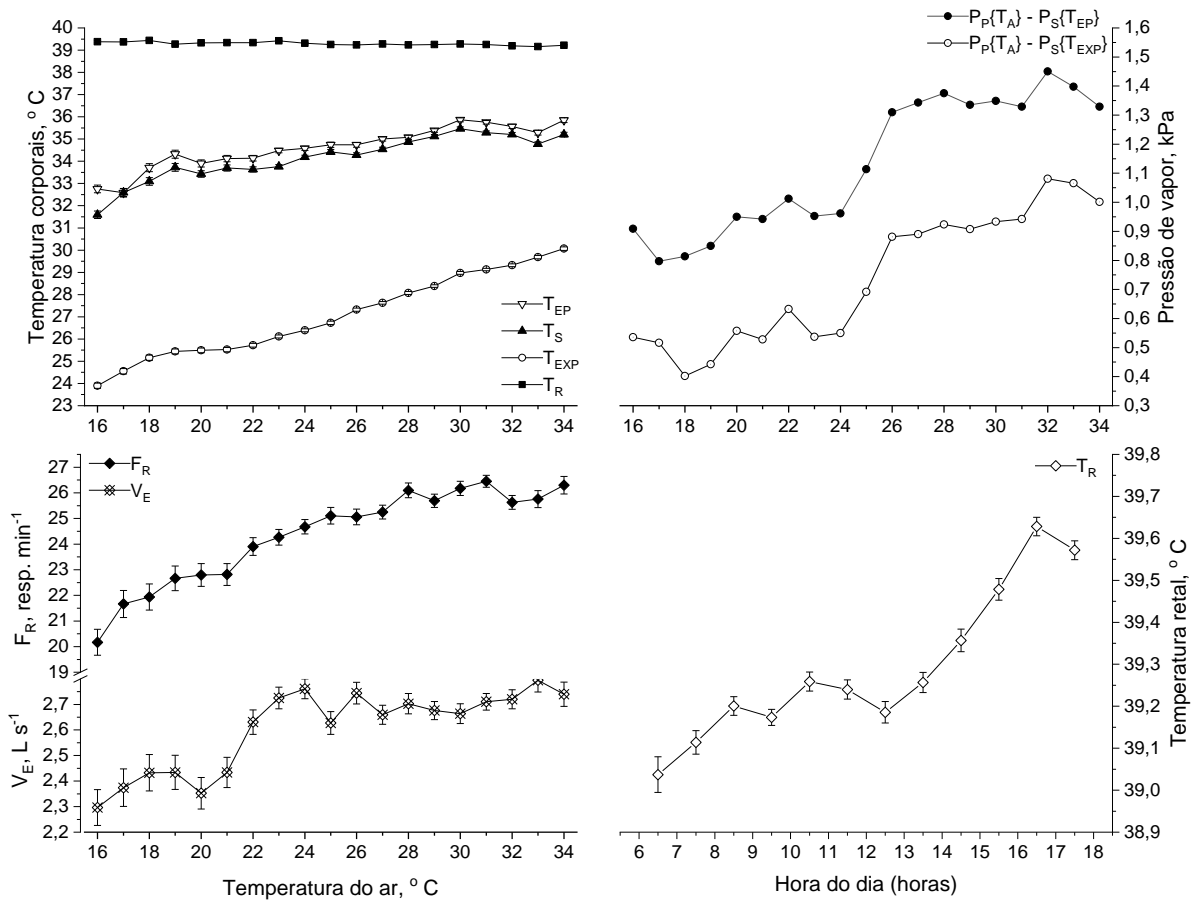 40
39
38
37
36
35
34
33
32
31
30
29
28
27
26
25
24
23
Temperatura corporais, º C
T_EP
T_S
T_EXP
T_R
16 18 20 22 24 26 28 30 32 34
P_P{T_A} - P_S{T_EP}
P_P{T_A} - P_S{T_EXP}
1,6
1,5
1,4
1,3
1,2
1,1
1,0
0,9
0,8
0,7
0,6
0,5
0,4
0,3
Pressão de vapor, kPa
16 18 20 22 24 26 28 30 32 34
F_R
V_E
27
26
25
24
23
22
21
20
19
F_R, resp. min⁻¹
2,7
2,6
2,5
2,4
2,3
2,2
V_E, L s⁻¹
16 18 20 22 24 26 28 30 32 34
Temperatura do ar, º C
T_R
39,8
39,7
39,6
39,5
39,4
39,3
39,2
39,1
39,0
38,9
Temperatura retal, º C
6 7 8 9 10 11 12 13 14 15 16 17 18
Hora do dia (horas)